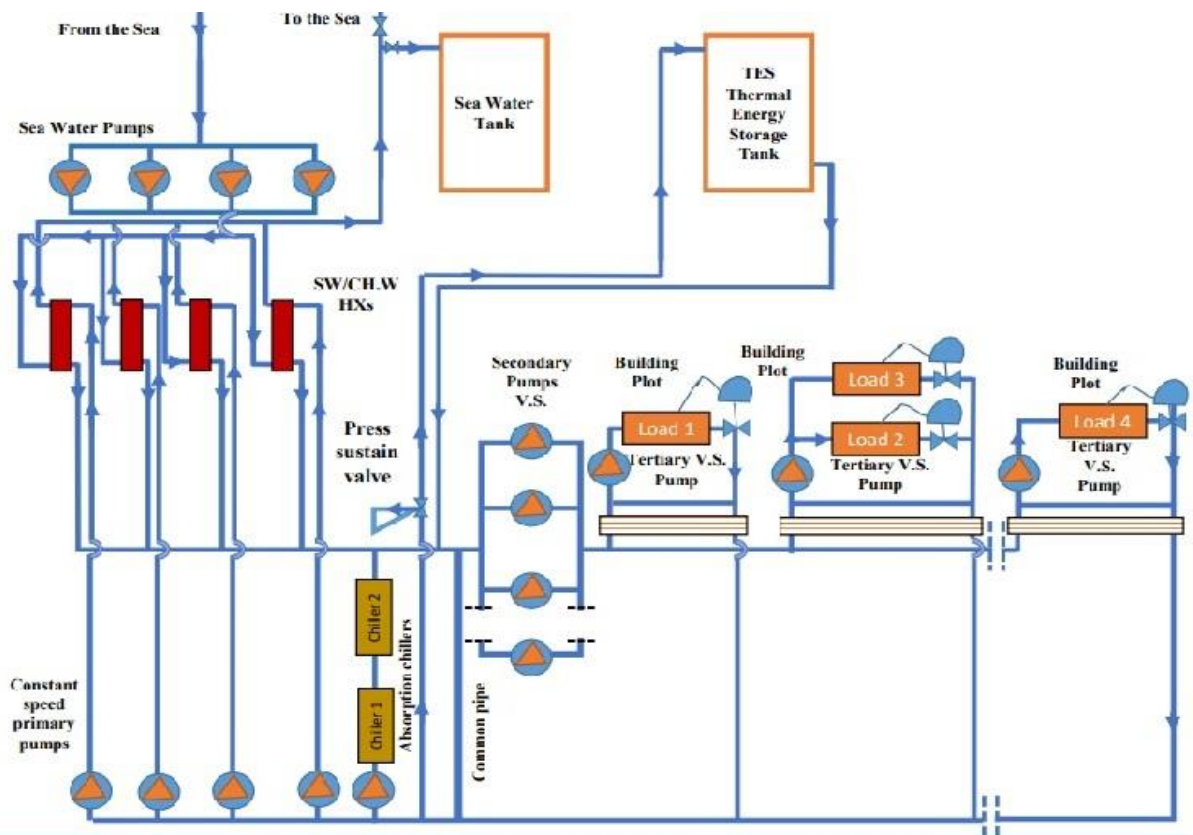 From the Sea
To the Sea
Sea Water Pumps
Sea Water
Tank
TES
Thermal
Energy
Storage
Tank
SW/CH.W
HXs
Secondary
Pumps
V.S.
Building
Plot
Building
Plot
Building
Plot
Load 1
Load 3
Load 2
Load 4
Tertiary V.S.
Pump
Tertiary V.S.
Pump
Tertiary
V.S.
Pump
Press
sustain
valve
Chiller 2
Chiller 1
Absorption chillers
Common pipe
Constant
speed
primary
pumps